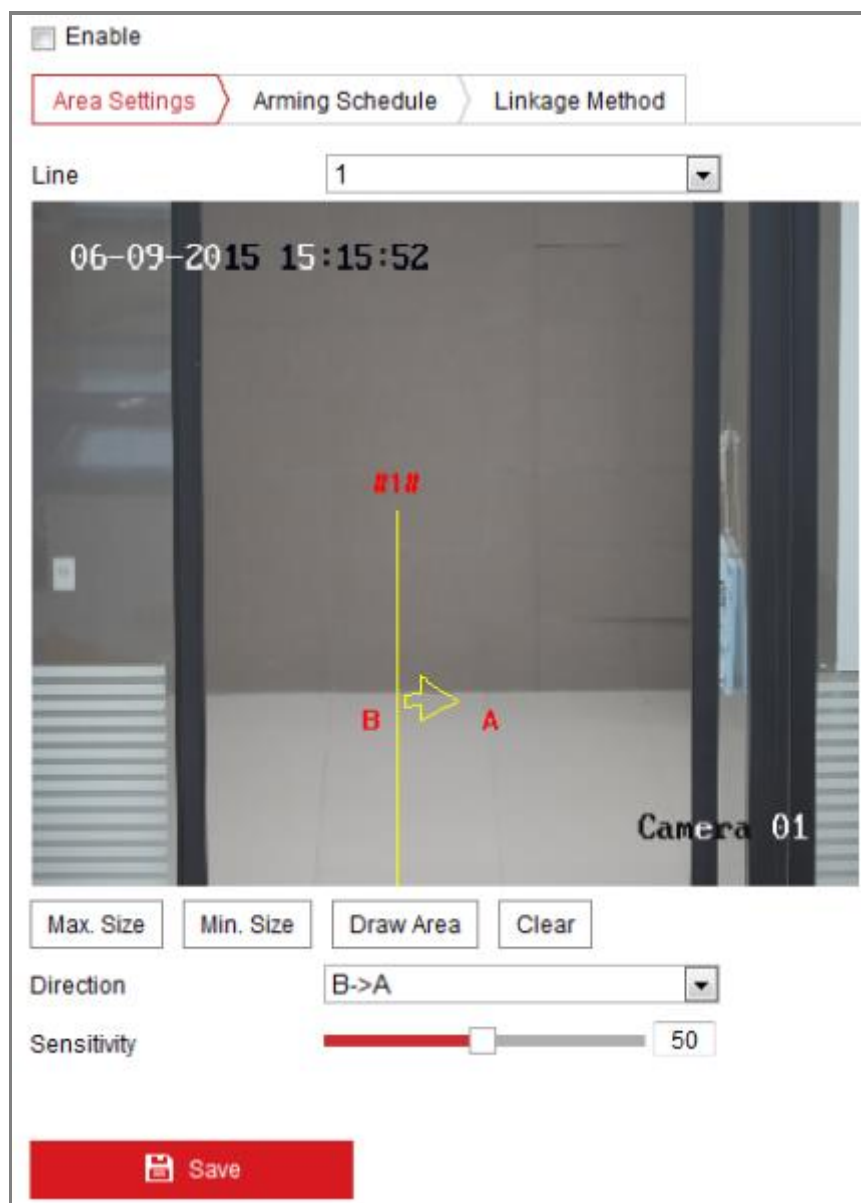 Enable
Area Settings Arming Schedule Linkage Method
Line 1
06-09-2015 15:15:52
#1#
B A
Camera 01
Max. Size Min. Size Draw Area Clear
Direction B->A
Sensitivity 50
Save